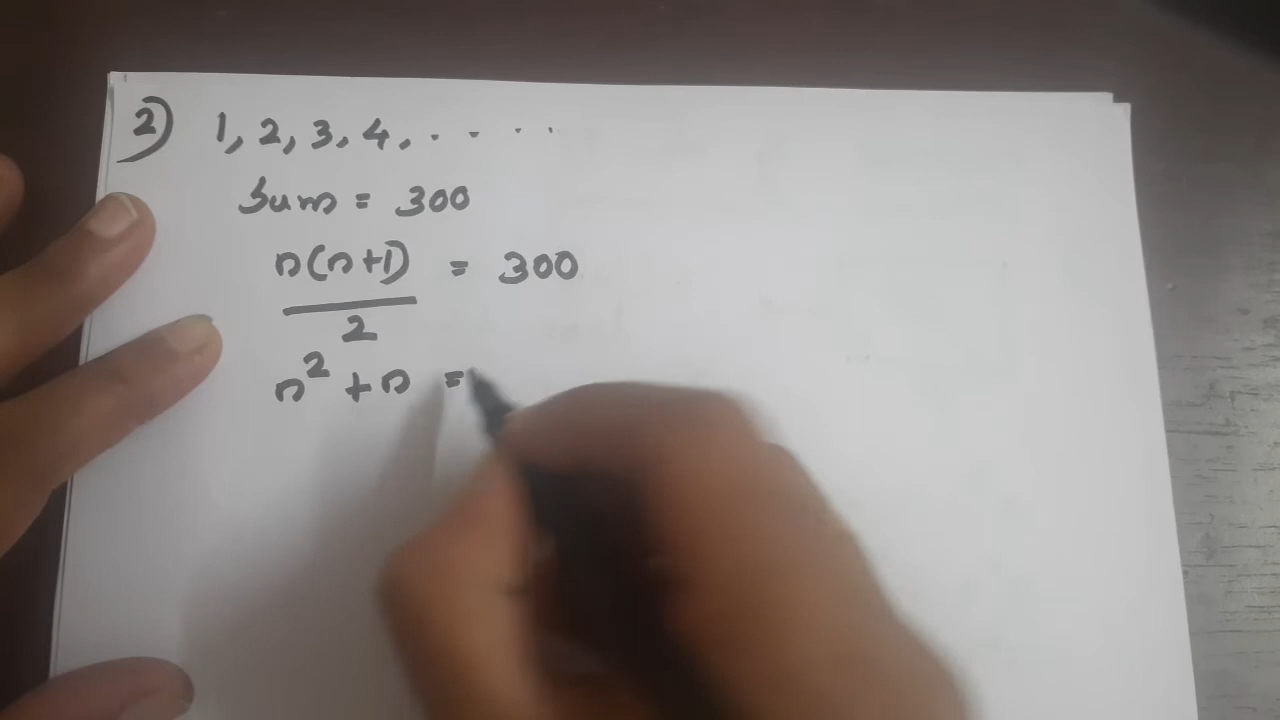 2) 1, 2, 3, 4, . . . . .
Sum = 300
n(n+1) = 300
2
n² + n =